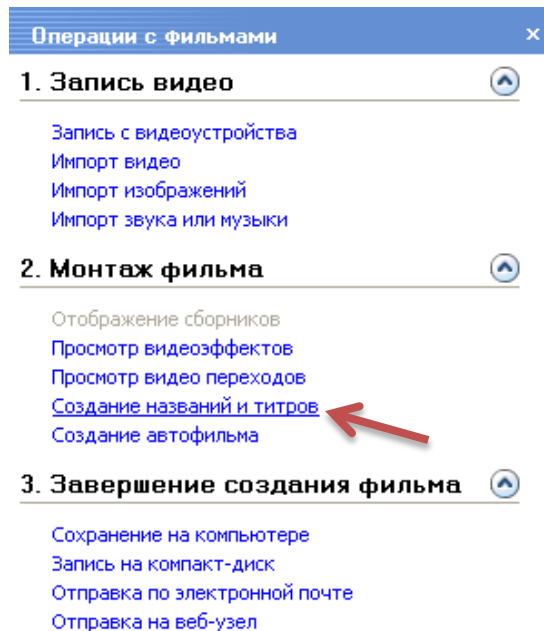 Операции с фильмами
1. Запись видео
Запись с видеоустройства
Импорт видео
Импорт изображений
Импорт звука или музыки
2. Монтаж фильма
Отображение сборников
Просмотр видеоэффектов
Просмотр видео переходов
Создание названий и титров
Создание автофильма
3. Завершение создания фильма
Сохранение на компьютере
Запись на компакт-диск
Отправка по электронной почте
Отправка на веб-узел